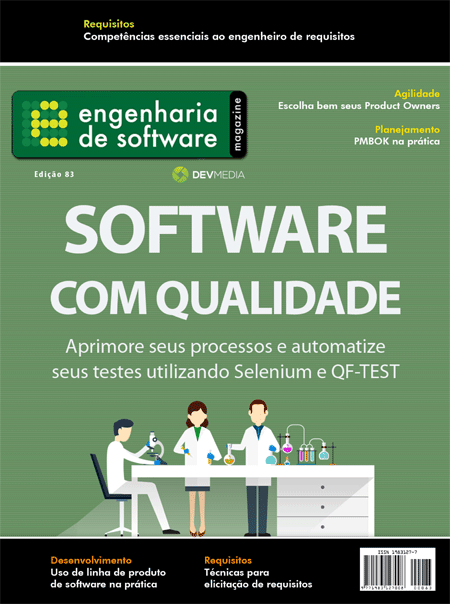 Requisitos
Competências essenciais ao engenheiro de requisitos
Agilidade
Escolha bem seus Product Owners
Planejamento
PMBOK na prática
E engenharia
de software
magazine
Edição 83
DEVMEDIA
SOFTWARE
COM QUALIDADE
Aprimore seus processos e automatize
seus testes utilizando Selenium e QF-TEST
Desenvolvimento
Uso de linha de produto
de software na prática
Requisitos
Técnicas para
elicitação de requisitos
ISSN 1983127-7